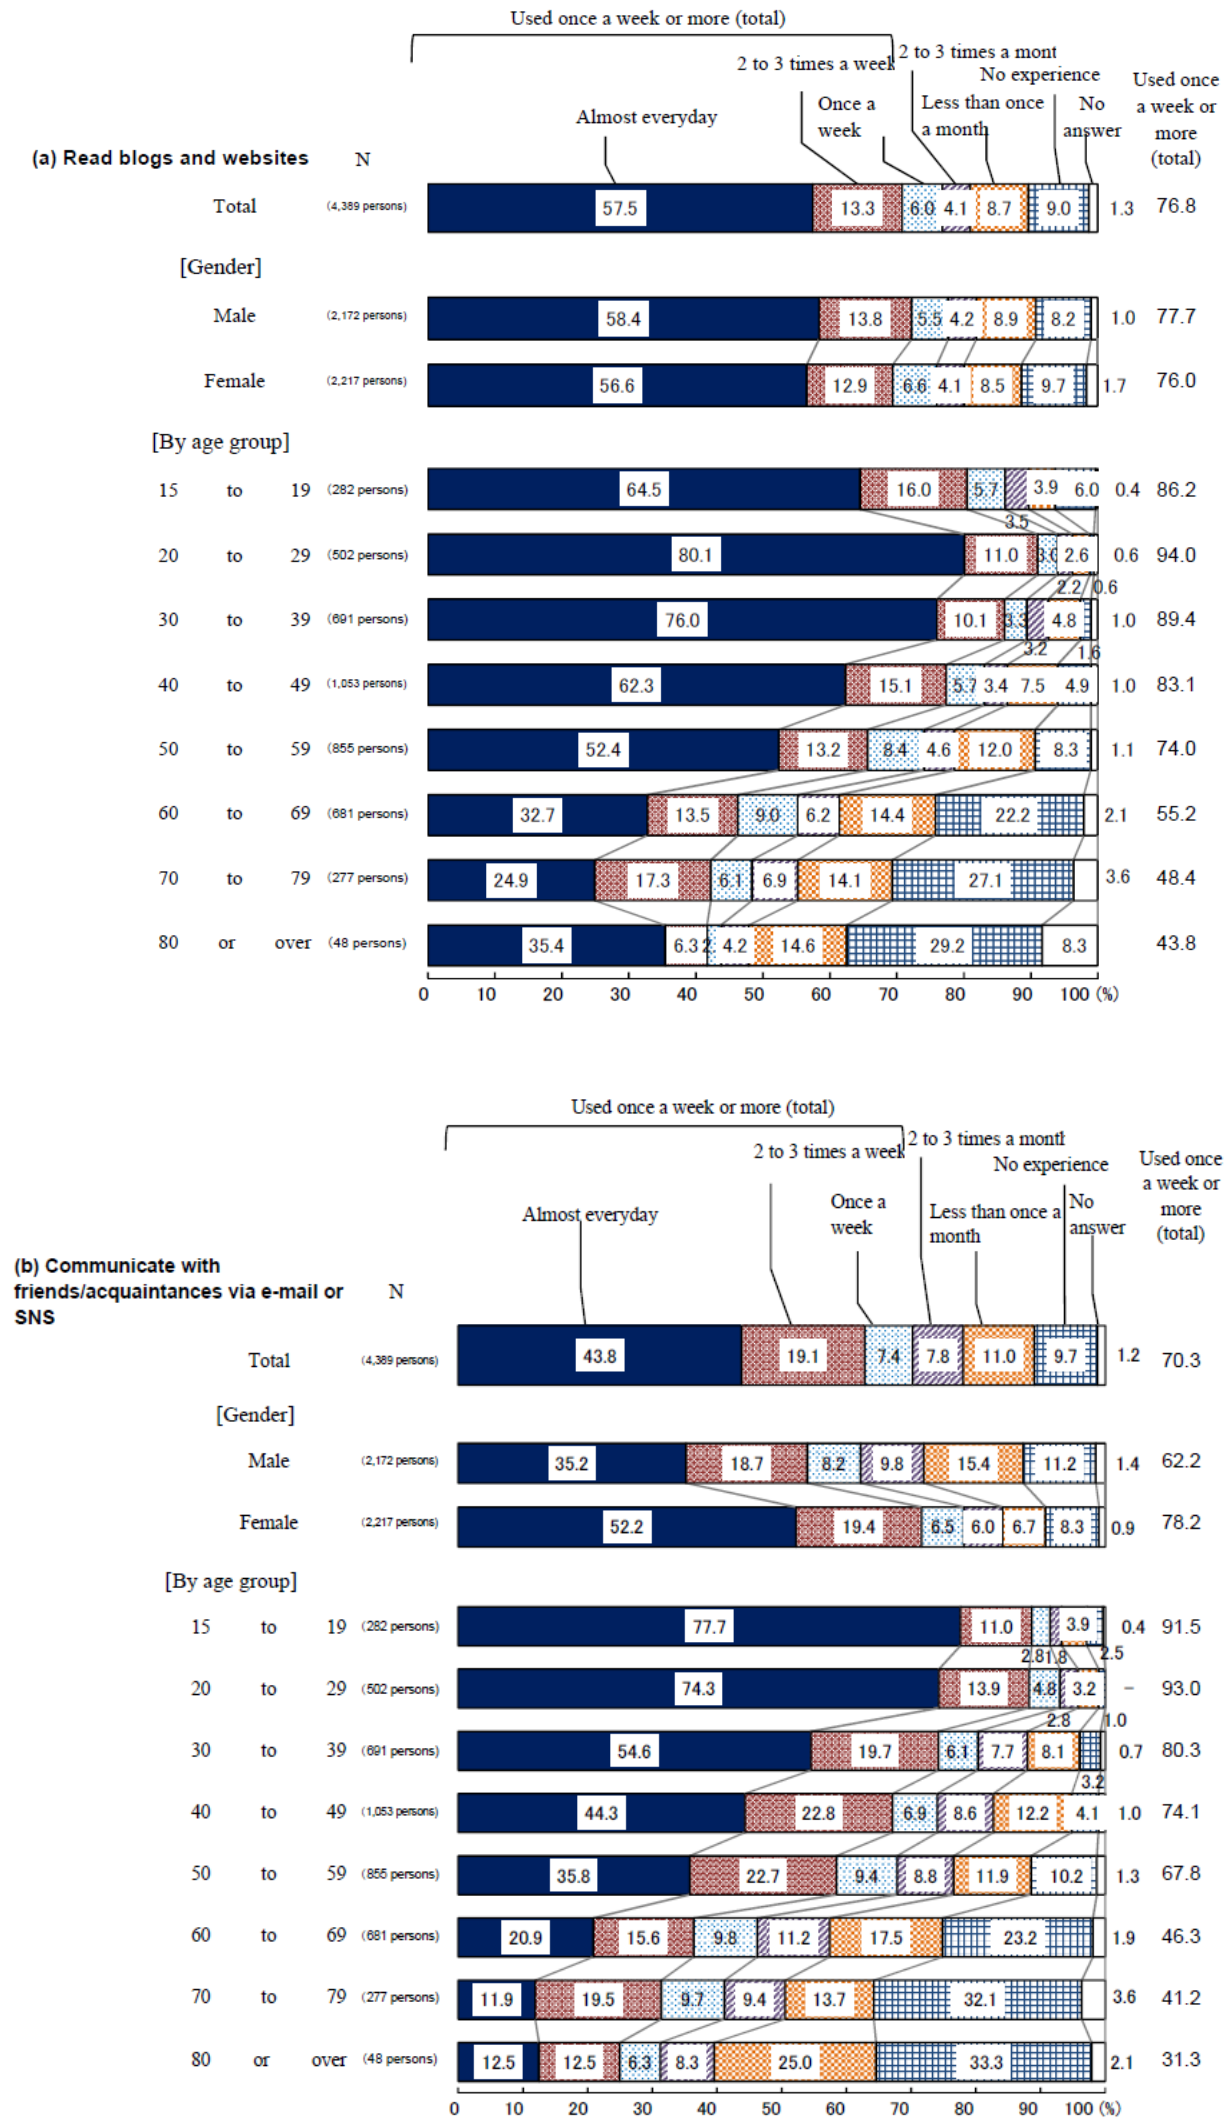 Used once a week or more (total)
2 to 3 times a week
2 to 3 times a mont
No experience
Almost everyday
Once a
week
Less than once
a month
No
answer
Used once
a week or
more
(total)
(a) Read blogs and websites N
Total (4,389 persons) 57.5 13.3 6.0 4.1 8.7 9.0 1.3 76.8
[Gender]
Male (2,172 persons) 58.4 13.8 5.5 4.2 8.9 8.2 1.0 77.7
Female (2,217 persons) 56.6 12.9 6.6 4.1 8.5 9.7 1.7 76.0
[By age group]
15 to 19 (282 persons) 64.5 16.0 5.7 3.9 6.0 0.4 86.2
3.5
20 to 29 (502 persons) 80.1 11.0 3.0 2.6 0.6 94.0
2.2 0.6
30 to 39 (691 persons) 76.0 10.1 3.3 4.8 1.0 89.4
3.2 1.6
40 to 49 (1,053 persons) 62.3 15.1 5.7 3.4 7.5 4.9 1.0 83.1
50 to 59 (855 persons) 52.4 13.2 8.4 4.6 12.0 8.3 1.1 74.0
60 to 69 (681 persons) 32.7 13.5 9.0 6.2 14.4 22.2 2.1 55.2
70 to 79 (277 persons) 24.9 17.3 6.1 6.9 14.1 27.1 3.6 48.4
80 or over (48 persons) 35.4 6.3 4.2 14.6 29.2 8.3 43.8
0 10 20 30 40 50 60 70 80 90 100 (%)
Used once a week or more (total)
2 to 3 times a week
2 to 3 times a montl
No experience
Almost everyday
Once a
week
Less than once a
month
No
answer
Used once
a week or
more
(total)
(b) Communicate with
friends/acquaintances via e-mail or N
SNS
Total (4,389 persons) 43.8 19.1 7.4 7.8 11.0 9.7 1.2 70.3
[Gender]
Male (2,172 persons) 35.2 18.7 8.2 9.8 15.4 11.2 1.4 62.2
Female (2,217 persons) 52.2 19.4 6.5 6.0 6.7 8.3 0.9 78.2
[By age group]
15 to 19 (282 persons) 77.7 11.0 3.9 0.4 91.5
2.8 1.8 2.5
20 to 29 (502 persons) 74.3 13.9 4.8 3.2 – 93.0
2.8 1.0
30 to 39 (691 persons) 54.6 19.7 6.1 7.7 8.1 0.7 80.3
3.2
40 to 49 (1,053 persons) 44.3 22.8 6.9 8.6 12.2 4.1 1.0 74.1
50 to 59 (855 persons) 35.8 22.7 9.4 8.8 11.9 10.2 1.3 67.8
60 to 69 (681 persons) 20.9 15.6 9.8 11.2 17.5 23.2 1.9 46.3
70 to 79 (277 persons) 11.9 19.5 9.7 9.4 13.7 32.1 3.6 41.2
80 or over (48 persons) 12.5 12.5 6.3 8.3 25.0 33.3 2.1 31.3
0 10 20 30 40 50 60 70 80 90 100 (%)